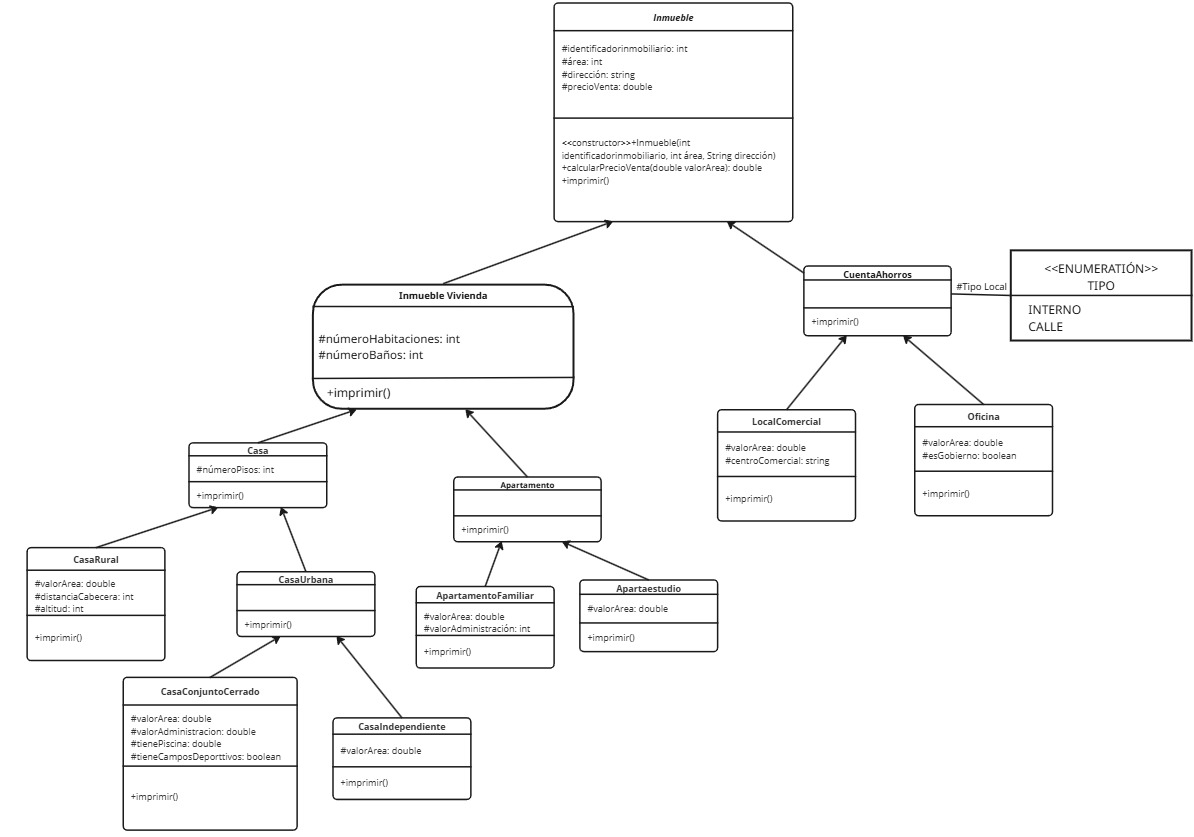 Inmueble
#identificadorinmobiliario: int
#área: int
#dirección: string
#precioVenta: double
<<constructor>>+Inmueble(int
identificadorinmobiliario, int área, String dirección)
+calcularPrecioVenta(double valorArea): double
+imprimir()
Inmueble Vivienda
#númeroHabitaciones: int
#númeroBaños: int
+imprimir()
CuentaAhorros
+imprimir()
#Tipo Local
<<ENUMERATIÓN>>
TIPO
INTERNO
CALLE
Casa
#númeroPisos: int
+imprimir()
Apartamento
+imprimir()
LocalComercial
#valorArea: double
#centroComercial: string
+imprimir()
Oficina
#valorArea: double
#esGobierno: boolean
+imprimir()
CasaRural
#valorArea: double
#distanciaCabecera: int
#altitud: int
+imprimir()
CasaUrbana
+imprimir()
ApartamentoFamiliar
#valorArea: double
#valorAdministración: int
+imprimir()
Apartaestudio
#valorArea: double
+imprimir()
CasaConjuntoCerrado
#valorArea: double
#valorAdministracion: double
#tienePiscina: double
#tieneCamposDeporttivos: boolean
+imprimir()
CasaIndependiente
#valorArea: double
+imprimir()